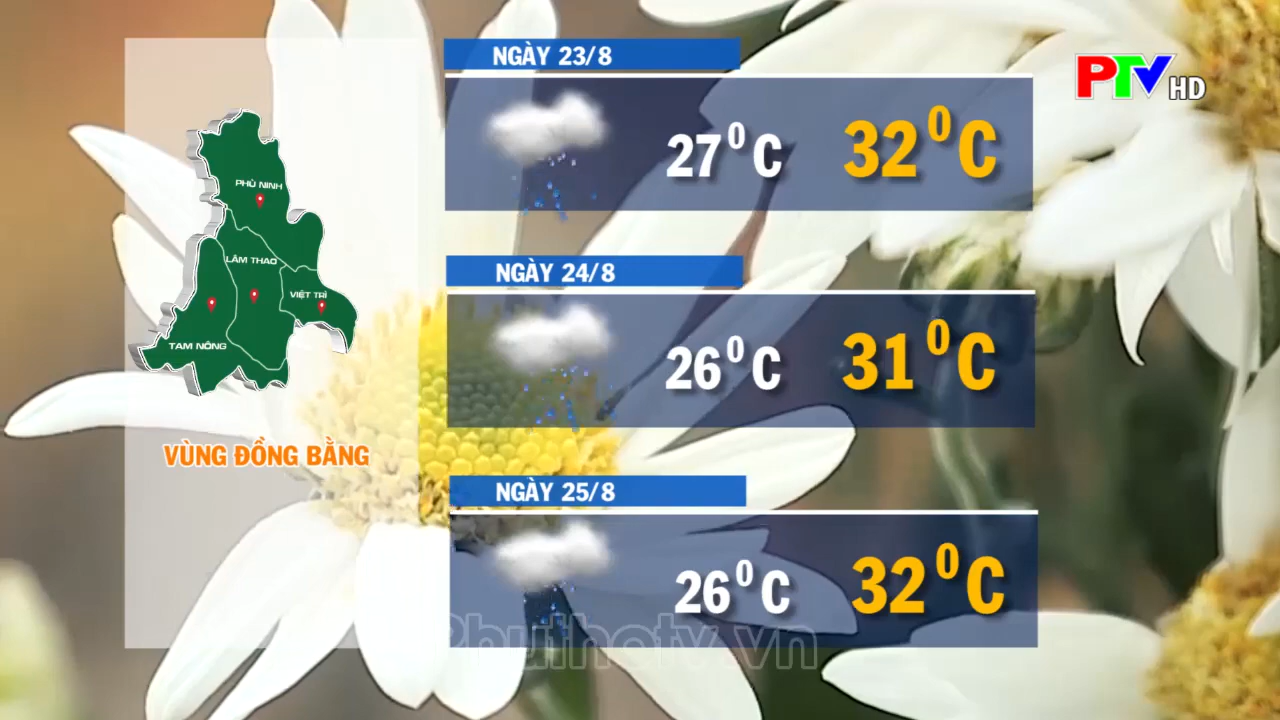 PTV HD
NGÀY 23/8
27⁰C 32⁰C
PHÙ NINH
LÂM THAO
VIỆT TRÌ
TAM NÔNG
VÙNG ĐỒNG BẰNG
NGÀY 24/8
26⁰C 31⁰C
NGÀY 25/8
26⁰C 32⁰C
Phuthotv.vn